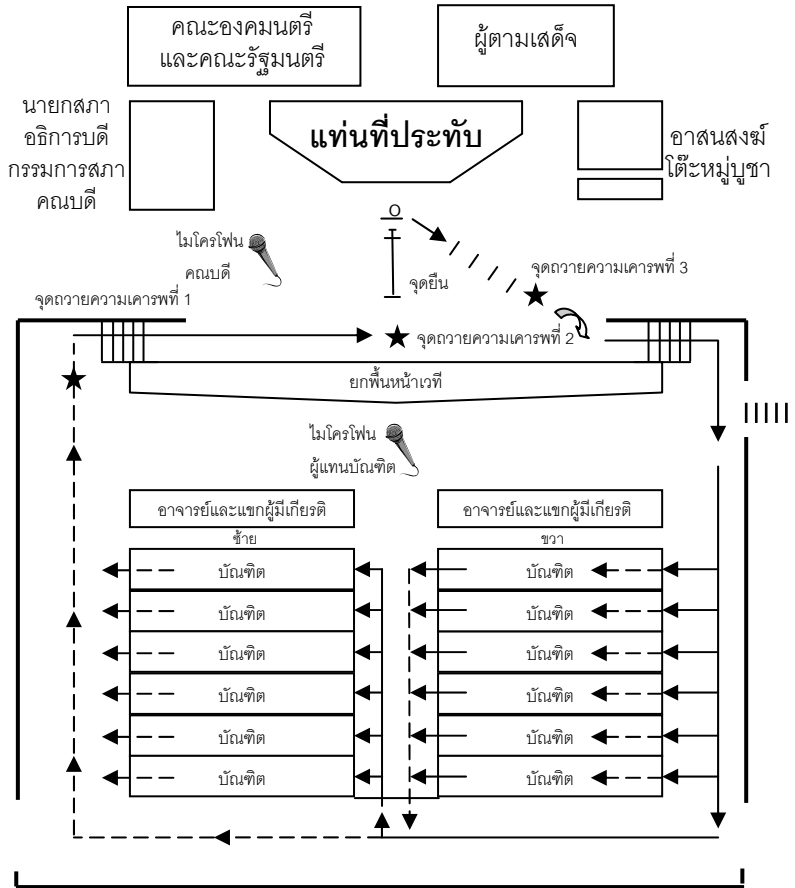 คณะองคมนตรี
และคณะรัฐมนตรี
ผู้ตามเสด็จ
นายกสภา
อธิการบดี
กรรมการสภา
คณบดี
แท่นที่ประทับ
อาสนสงฆ์
โต๊ะหมู่บูชา
O
ไมโครโฟน
คณบดี
จุดยืน
จุดถวายความเคารพที่ 3
จุดถวายความเคารพที่ 1
จุดถวายความเคารพที่ 2
ยกพื้นหน้าเวที
ไมโครโฟน
ผู้แทนบัณฑิต
อาจารย์และแขกผู้มีเกียรติ
อาจารย์และแขกผู้มีเกียรติ
ซ้าย
ขวา
บัณฑิต
บัณฑิต
บัณฑิต
บัณฑิต
บัณฑิต
บัณฑิต
บัณฑิต
บัณฑิต
บัณฑิต
บัณฑิต
บัณฑิต
บัณฑิต